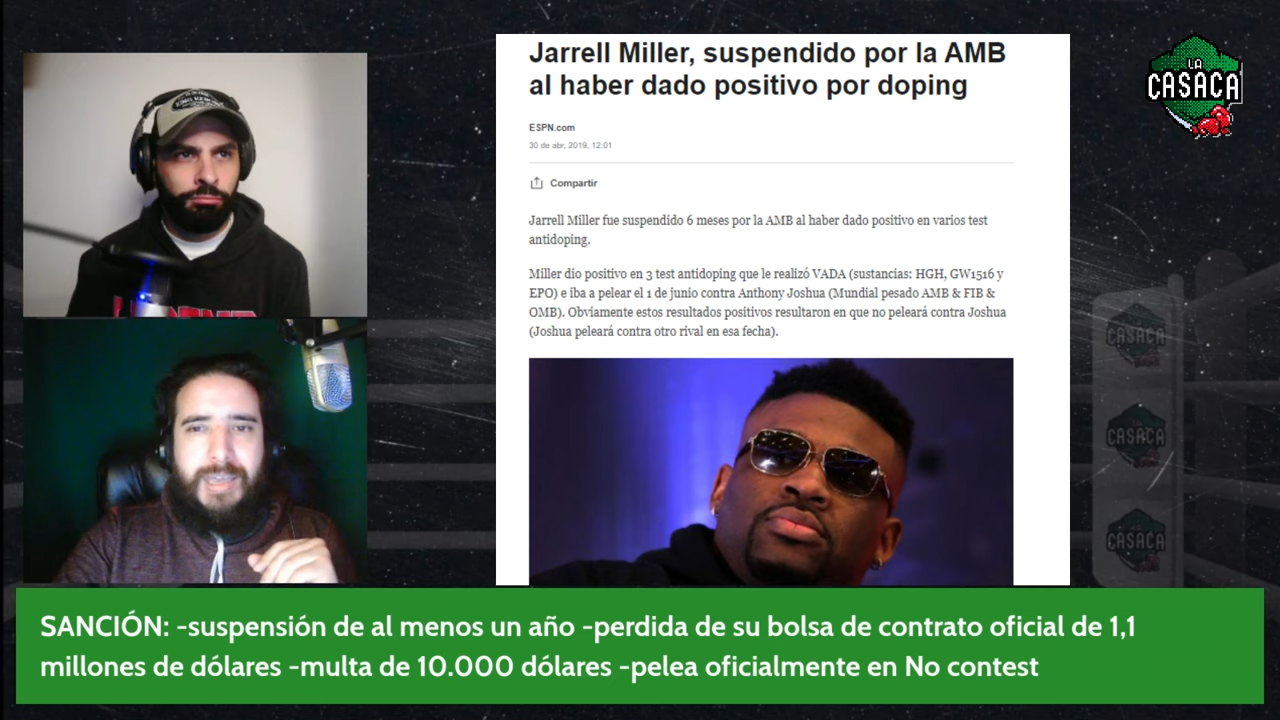 Jarrell Miller, suspendido por la AMB
al haber dado positivo por doping
ESPN.com
30 de abr, 2019, 12:01
Compartir
Jarrell Miller fue suspendido 6 meses por la AMB al haber dado positivo en varios test
antidoping.
Miller dio positivo en 3 test antidoping que le realizó VADA (sustancias: HGH, GW1516 y
EPO) e iba a pelear el 1 de junio contra Anthony Joshua (Mundial pesado AMB & FIB &
OMB). Obviamente estos resultados positivos resultaron en que no peleará contra Joshua
(Joshua peleará contra otro rival en esa fecha).
LA
CASACA
CASACA
CASACA
CASACA
SANCIÓN: -suspensión de al menos un año -perdida de su bolsa de contrato oficial de 1,1
millones de dólares -multa de 10.000 dólares -pelea oficialmente en No contest